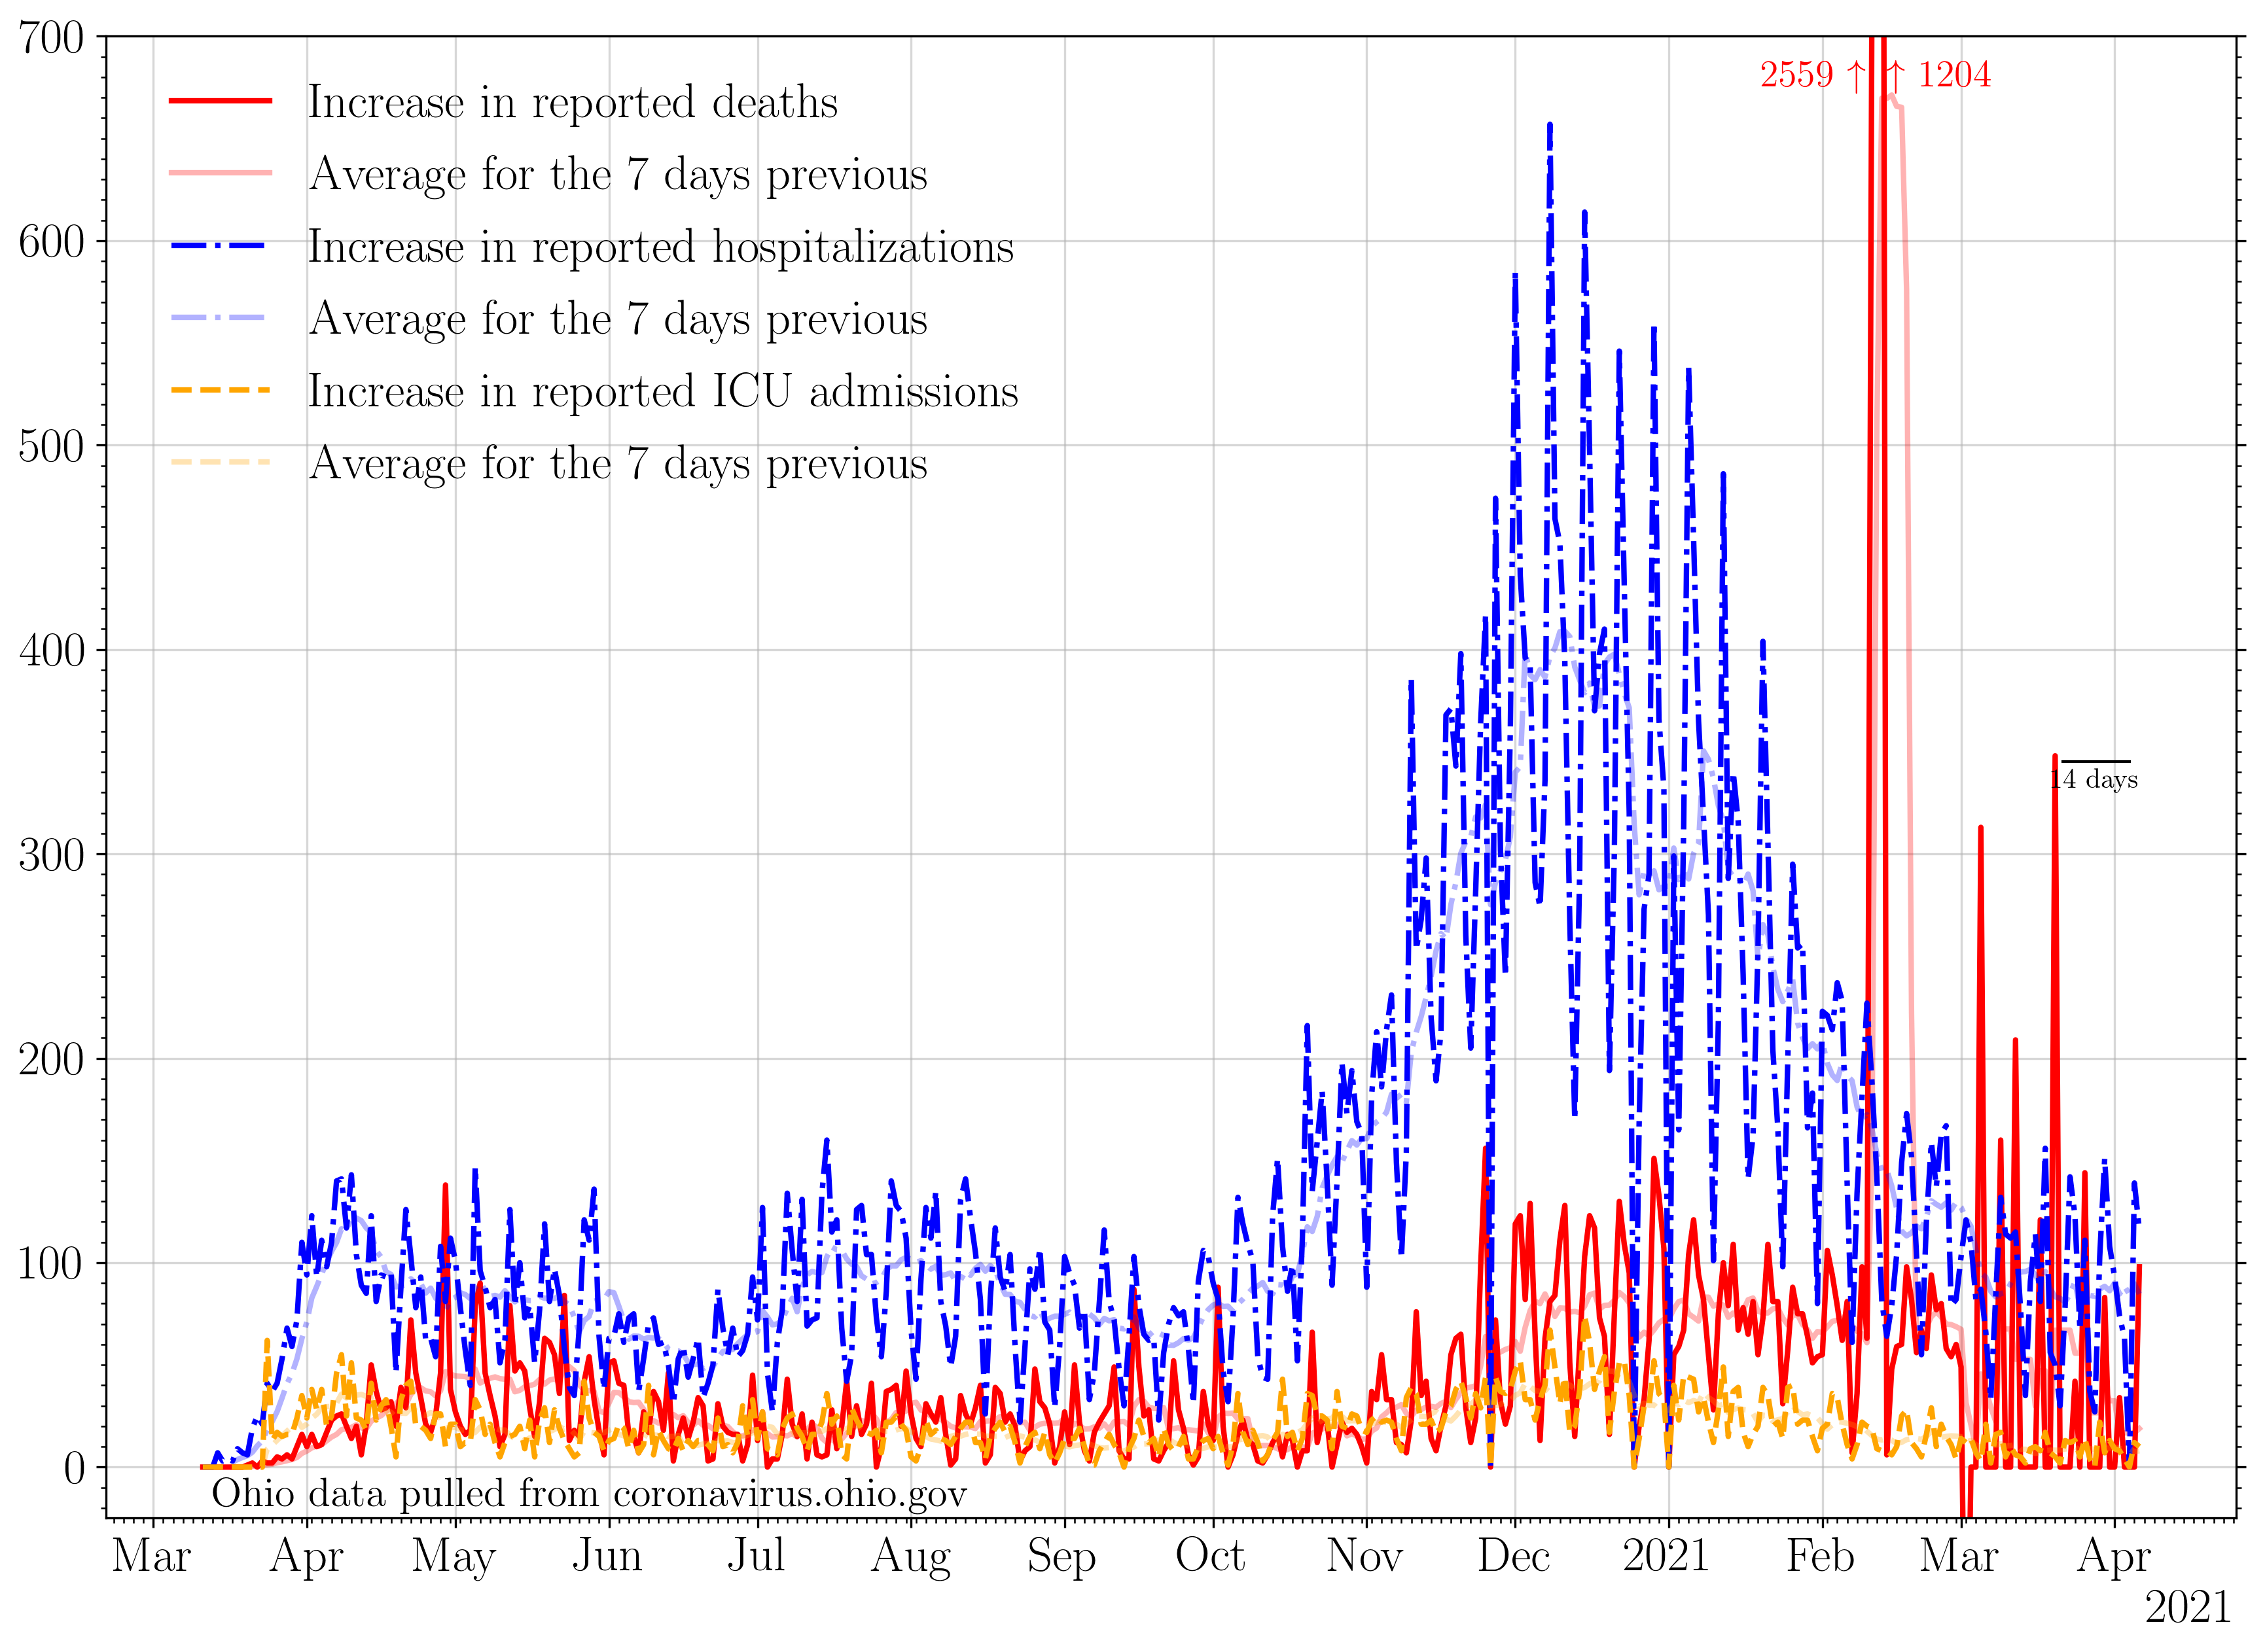 700
600
500
400
300
200
100
0
2559 ↑ ↑ 1204
Increase in reported deaths
Average for the 7 days previous
Increase in reported hospitalizations
Average for the 7 days previous
Increase in reported ICU admissions
Average for the 7 days previous
14 days
Ohio data pulled from coronavirus.ohio.gov
Mar Apr May Jun Jul Aug Sep Oct Nov Dec 2021 Feb Mar Apr
2021